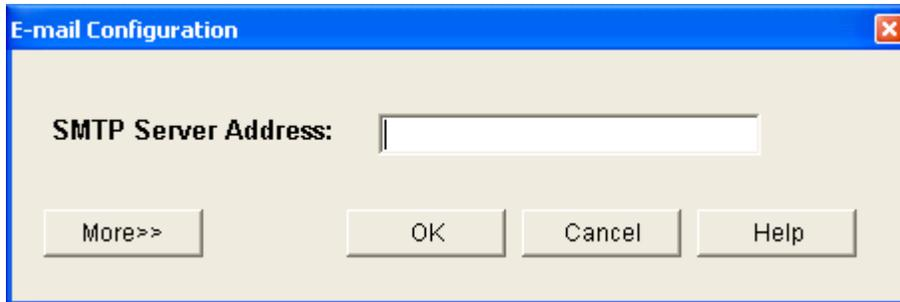 E-mail Configuration
SMTP Server Address:
More>> OK Cancel Help